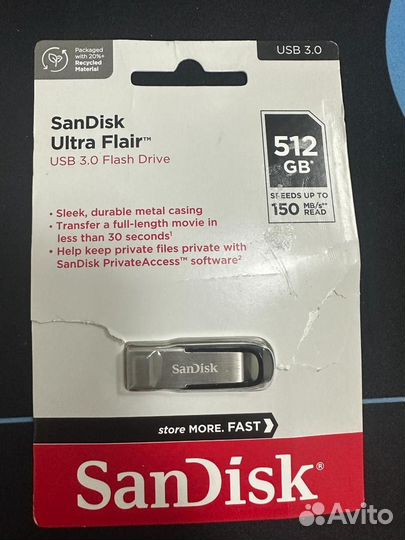 Packaged
with 20%+
Recycled
Material
USB 3.0
SanDisk
Ultra Flair™
USB 3.0 Flash Drive
512
GB*
SPEEDS UP TO
150 MB/s**
READ
• Sleek, durable metal casing
• Transfer a full-length movie in
less than 30 seconds¹
• Help keep private files private with
SanDisk PrivateAccess™ software²
SanDisk
store MORE. FAST
SanDisk®
Avito